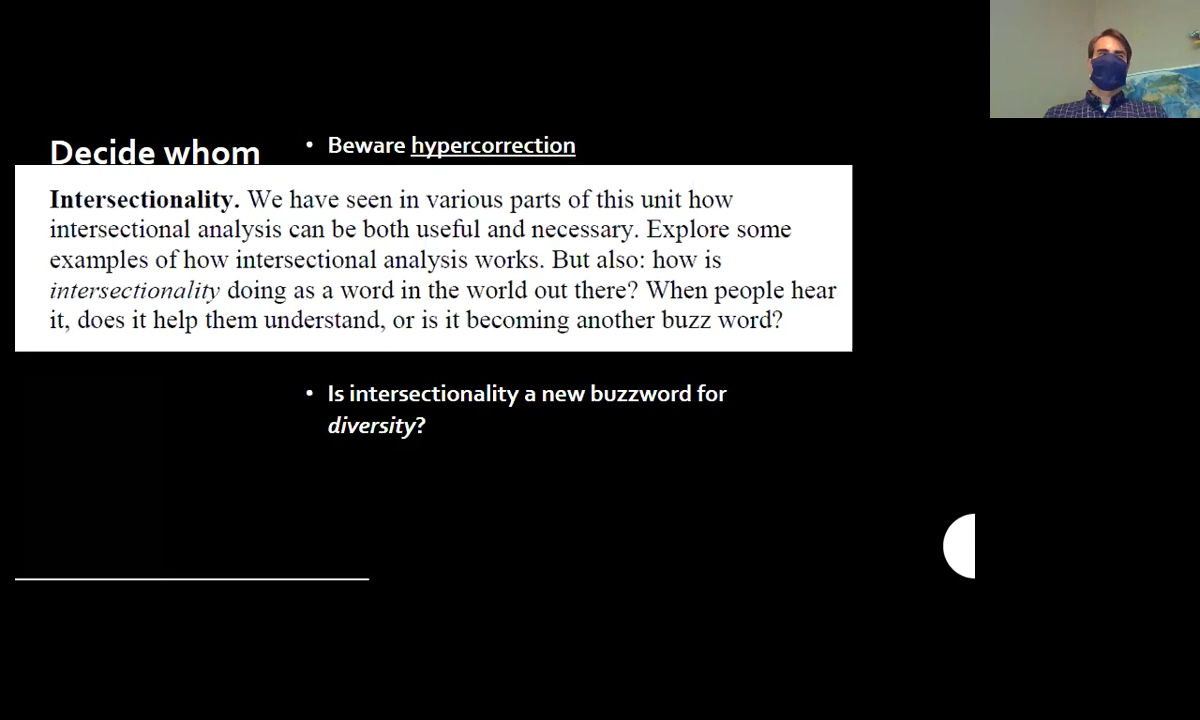 Decide whom
• Beware hypercorrection
Intersectionality. We have seen in various parts of this unit how
intersectional analysis can be both useful and necessary. Explore some
examples of how intersectional analysis works. But also: how is
intersectionality doing as a word in the world out there? When people hear
it, does it help them understand, or is it becoming another buzz word?
• Is intersectionality a new buzzword for
diversity?